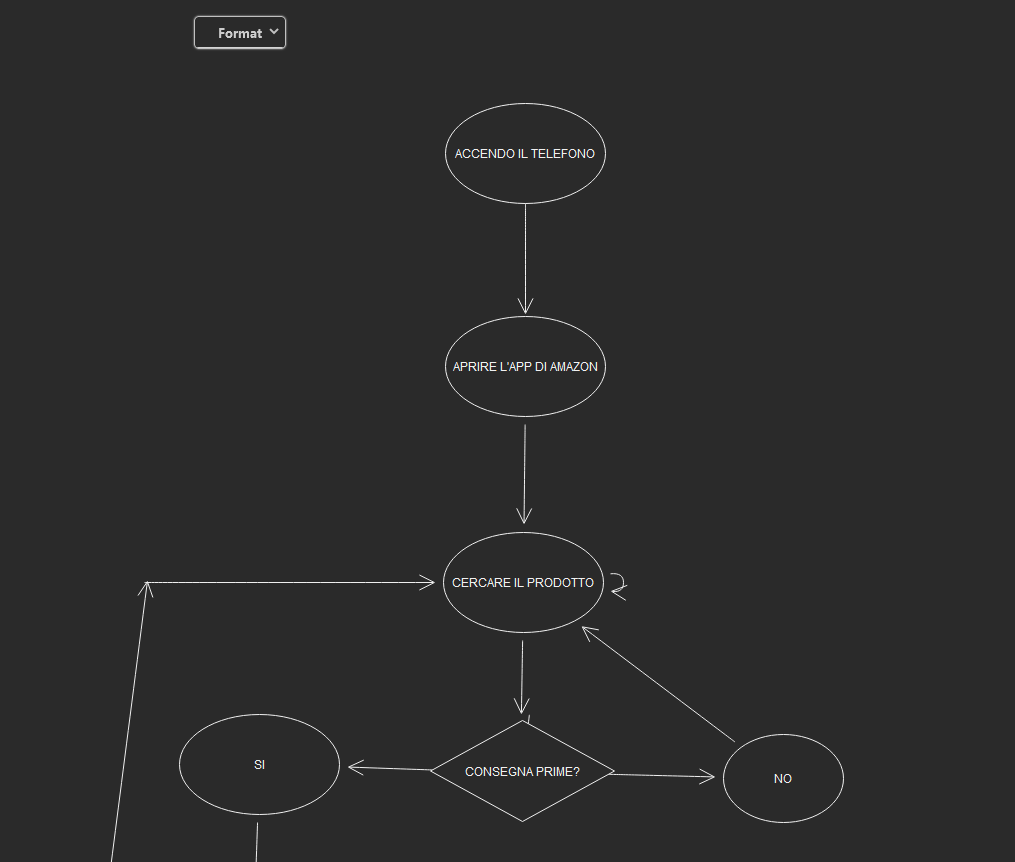 Format
ACCENDO IL TELEFONO
APRIRE L'APP DI AMAZON
CERCARE IL PRODOTTO
SI
CONSEGNA PRIME?
NO